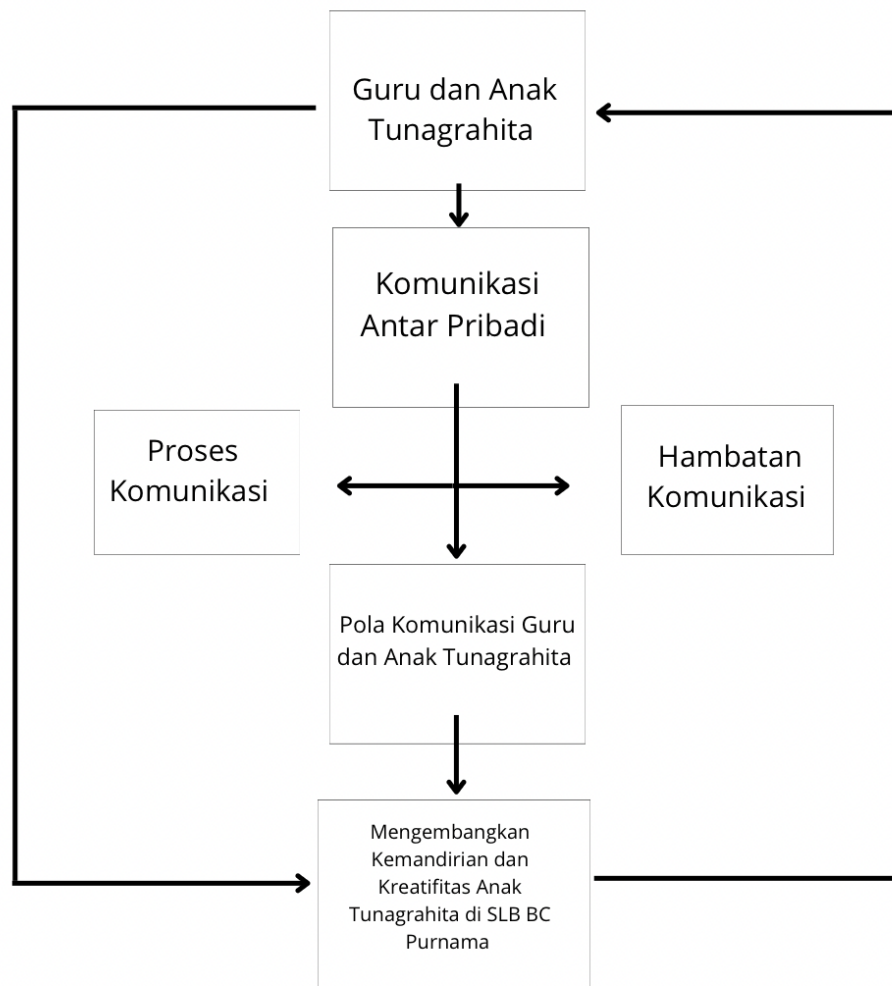 Guru dan Anak
Tunagrahita
Komunikasi
Antar Pribadi
Proses
Komunikasi
Hambatan
Komunikasi
Pola Komunikasi Guru
dan Anak Tunagrahita
Mengembangkan
Kemandirian dan
Kreatifitas Anak
Tunagrahita di SLB BC
Purnama